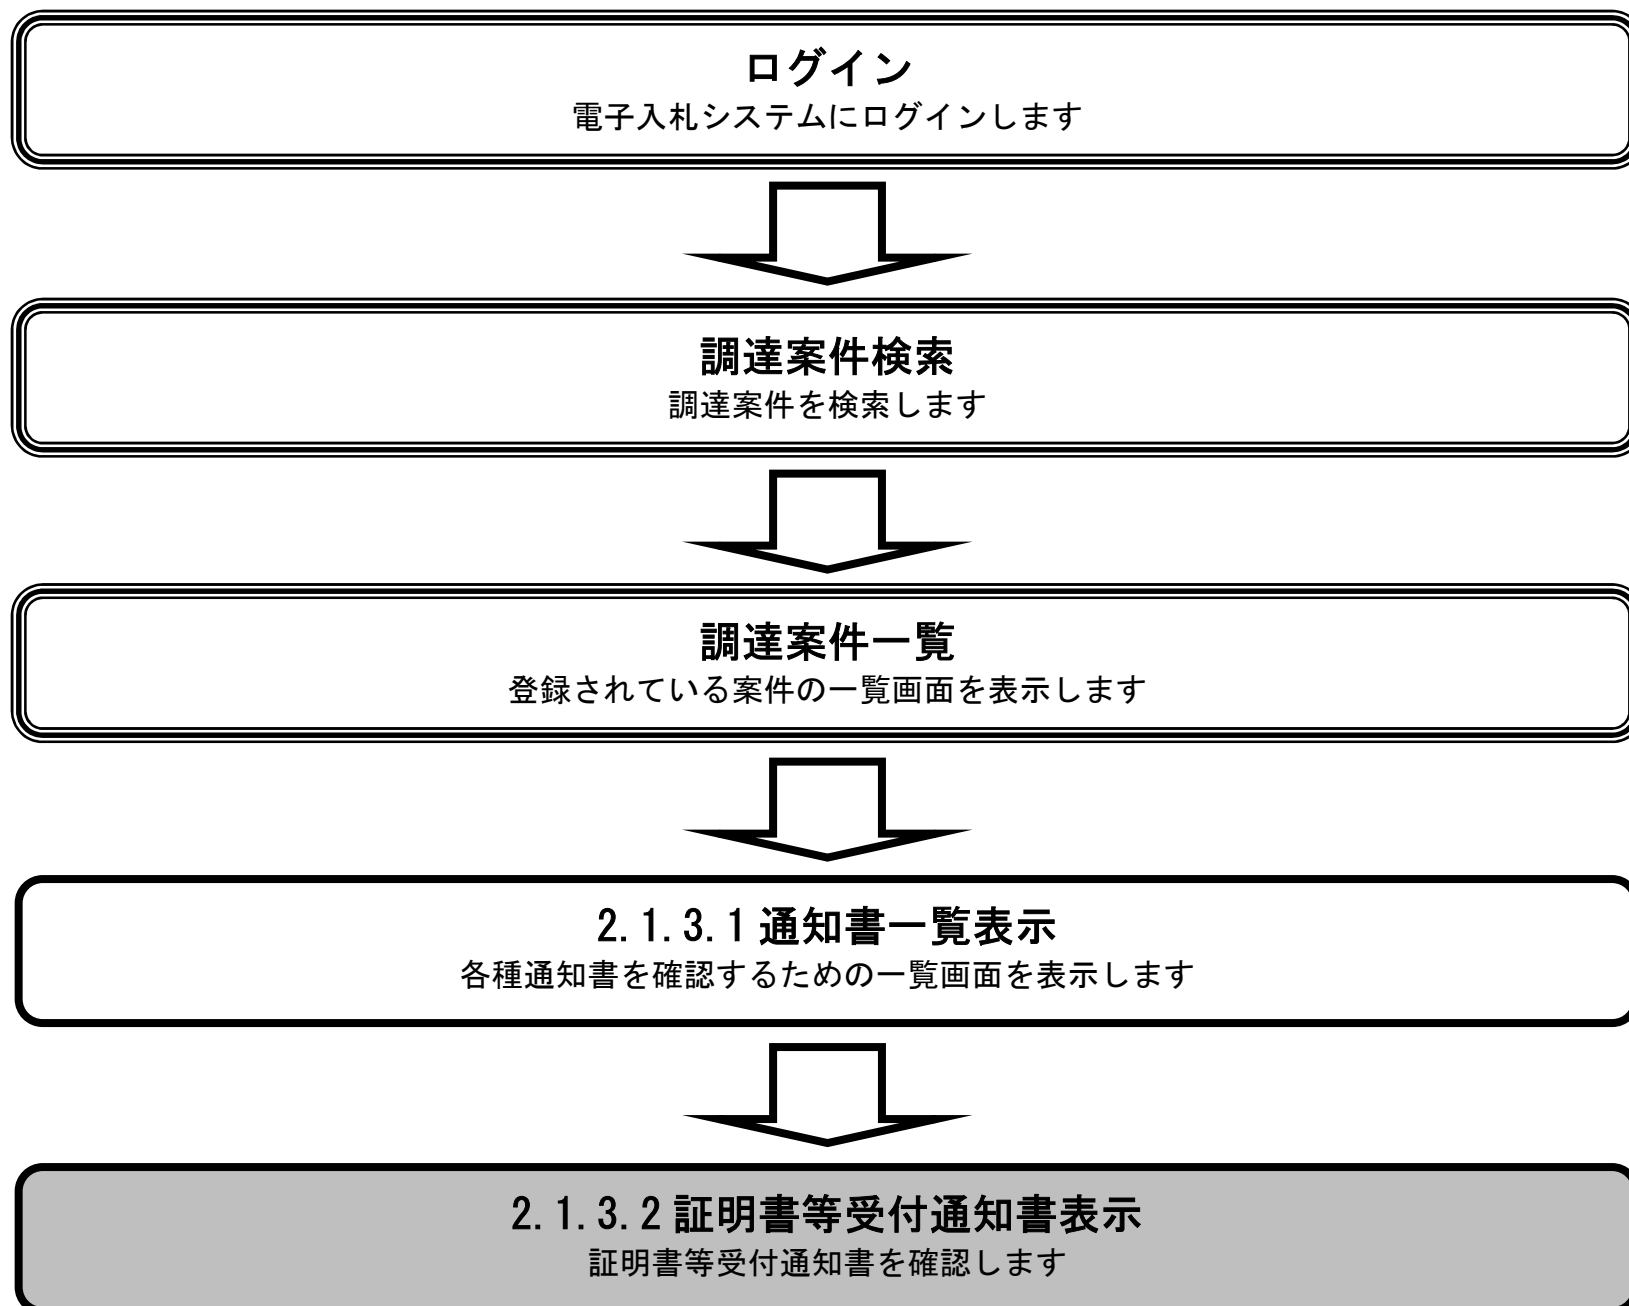 ログイン
電子入札システムにログインします
調達案件検索
調達案件を検索します
調達案件一覧
登録されている案件の一覧画面を表示します
2.1.3.1 通知書一覧表示
各種通知書を確認するための一覧画面を表示します
2.1.3.2 証明書等受付通知書表示
証明書等受付通知書を確認します